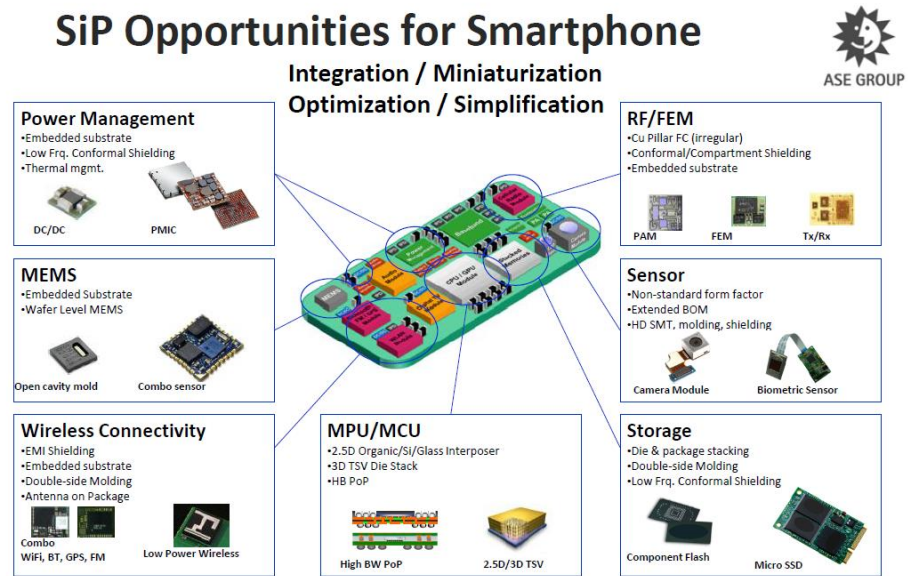 SiP Opportunities for Smartphone
Integration / Miniaturization
Optimization / Simplification
ASE GROUP
Power Management
•Embedded substrate
•Low Frq. Conformal Shielding
•Thermal mgmt.
DC/DC
PMIC
RF/FEM
•Cu Pillar FC (irregular)
•Conformal/Compartment Shielding
•Embedded substrate
PAM
FEM
Tx/Rx
MEMS
•Embedded Substrate
•Wafer Level MEMS
Open cavity mold
Combo sensor
Power
Management
Audio
Module
CPU / GPU
Module
Stacked
Memories
MEMS
Sensor
•Non-standard form factor
•Extended BOM
•HD SMT, molding, shielding
Camera Module
Biometric Sensor
Wireless Connectivity
•EMI Shielding
•Embedded substrate
•Double-side Molding
•Antenna on Package
Combo
WiFi, BT, GPS, FM
Low Power Wireless
MPU/MCU
•2.5D Organic/Si/Glass Interposer
•3D TSV Die Stack
•HB PoP
High BW PoP
2.5D/3D TSV
Storage
•Die & package stacking
•Double-side Molding
•Low Frq. Conformal Shielding
Component Flash
Micro SSD